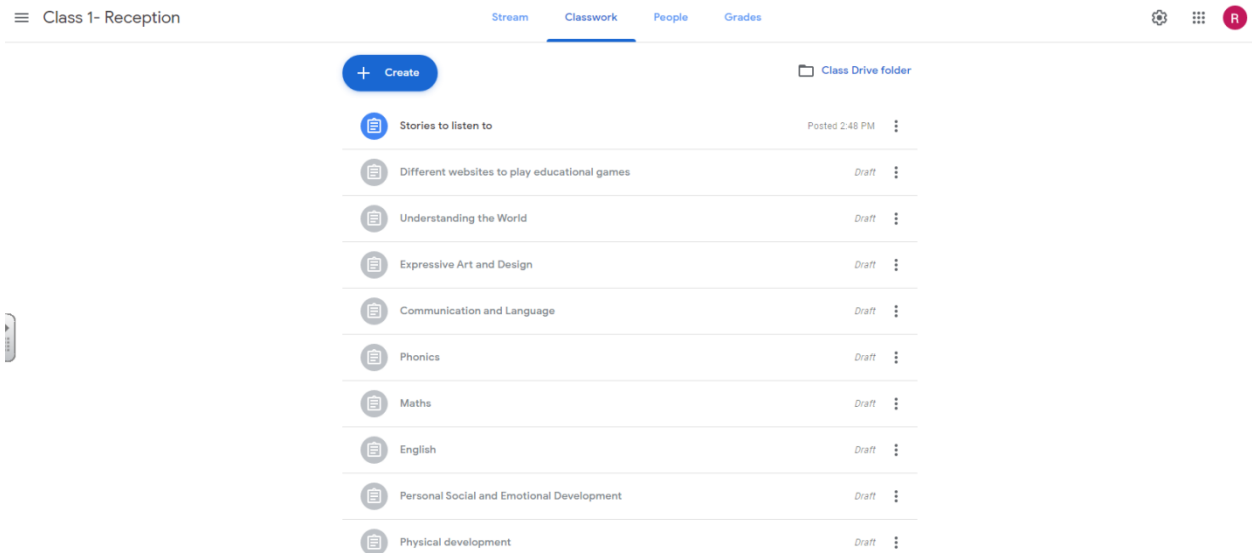 Class 1- Reception
Stream Classwork People Grades
R
Create
Class Drive folder
Stories to listen to Posted 2:48 PM
Different websites to play educational games Draft
Understanding the World Draft
Expressive Art and Design Draft
Communication and Language Draft
Phonics Draft
Maths Draft
English Draft
Personal Social and Emotional Development Draft
Physical development Draft